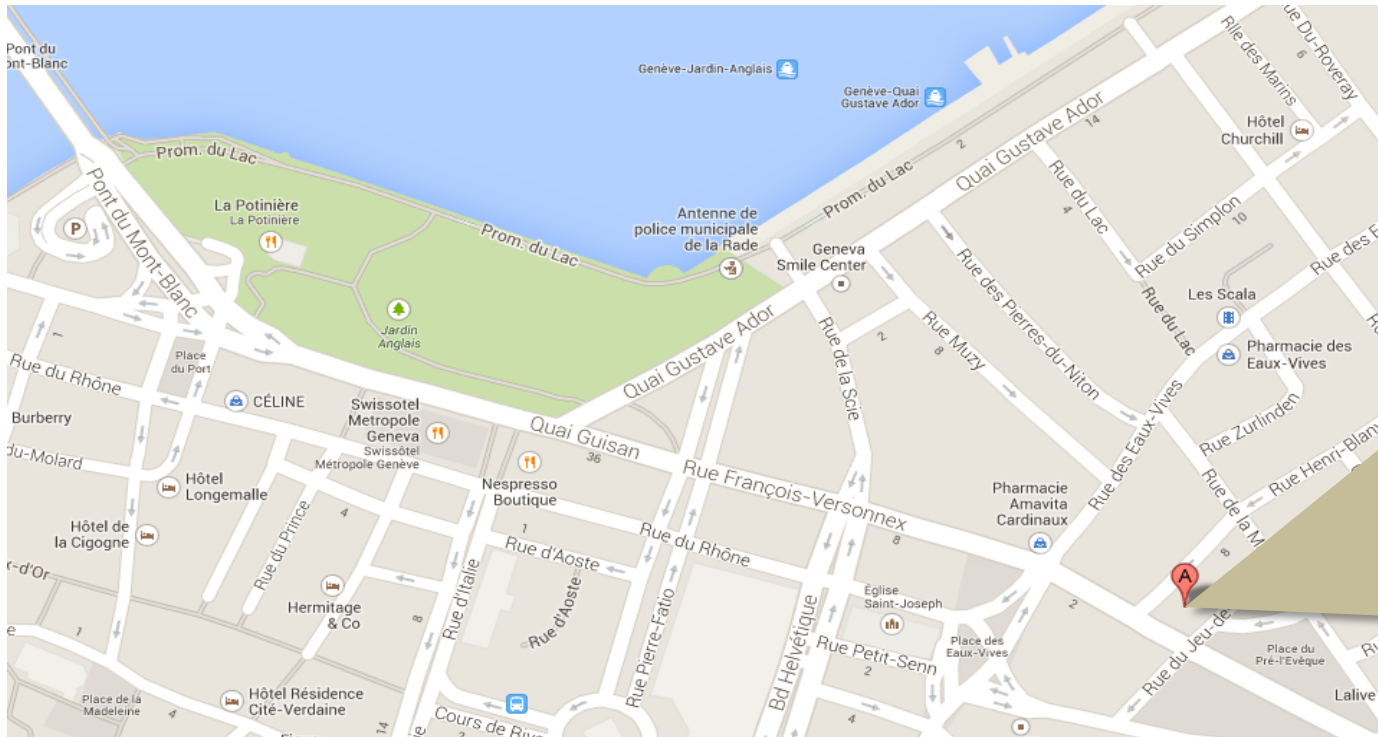 Pont du
ont-Blanc
Genève-Jardin-Anglais
Genève-Quai
Gustave Ador
Quai Gustave Ador
14
Rlle des Marins
ue Du-Roveray
6
Hôtel
Churchill
Prom. du Lac
Pont du Mont-Blanc
P
La Potinière
La Potinière
Prom. du Lac
Antenne de
police municipale
de la Rade
Prom. du Lac
2
Geneva
Smile Center
Rue du Lac
4
Rue du Simplon
10
Rue des E
Jardin
Anglais
Quai Gustave Ador
Rue de la Scie
2
Rue Muzy
8
Rue des Pierres-du-Niton
Rue du Lac
Les Scala
Pharmacie des
Eaux-Vives
1
Place
du Port
Rue du Rhône
Burberry
CÉLINE
Swissotel
Metropole
Geneva
Swissôtel
Métropole Genève
Quai Guisan
36
Nespresso
Boutique
Rue François-Versonnex
8
Rue des Eaux-Vives
Rue Zurlinden
Rue Henri-Blan
Rue de la M
8
du-Molard
Hôtel
Longemalle
Hôtel de
la Cigogne
Rue du Prince
4
1
Rue d'Aoste
Rue du Rhône
Pharmacie
Amavita
Cardinaux
x-d'Or
Hermitage
& Co
8
Rue d'Italie
Rue d'Aoste
Rue Pierre-Fatio
Bd Helvétique
Église
Saint-Joseph
Rue Petit-Senn
2
Place des
Eaux-Vives
2
A
Rue du Jeu-de
Place du
Pré-l'Evêque
Lalive
1
Place de la
Madeleine
4
Hôtel Résidence
Cité-Verdaine
14
Cours de Riv
2
4